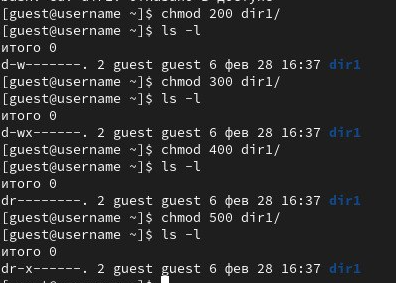 [guest@username ~]$ chmod 200 dir1/
[guest@username ~]$ ls -l
итого 0
d-w-------. 2 guest guest 6 фев 28 16:37 dir1
[guest@username ~]$ chmod 300 dir1/
[guest@username ~]$ ls -l
итого 0
d-wx------. 2 guest guest 6 фев 28 16:37 dir1
[guest@username ~]$ chmod 400 dir1/
[guest@username ~]$ ls -l
итого 0
dr--------. 2 guest guest 6 фев 28 16:37 dir1
[guest@username ~]$ chmod 500 dir1/
[guest@username ~]$ ls -l
итого 0
dr-x------. 2 guest guest 6 фев 28 16:37 dir1